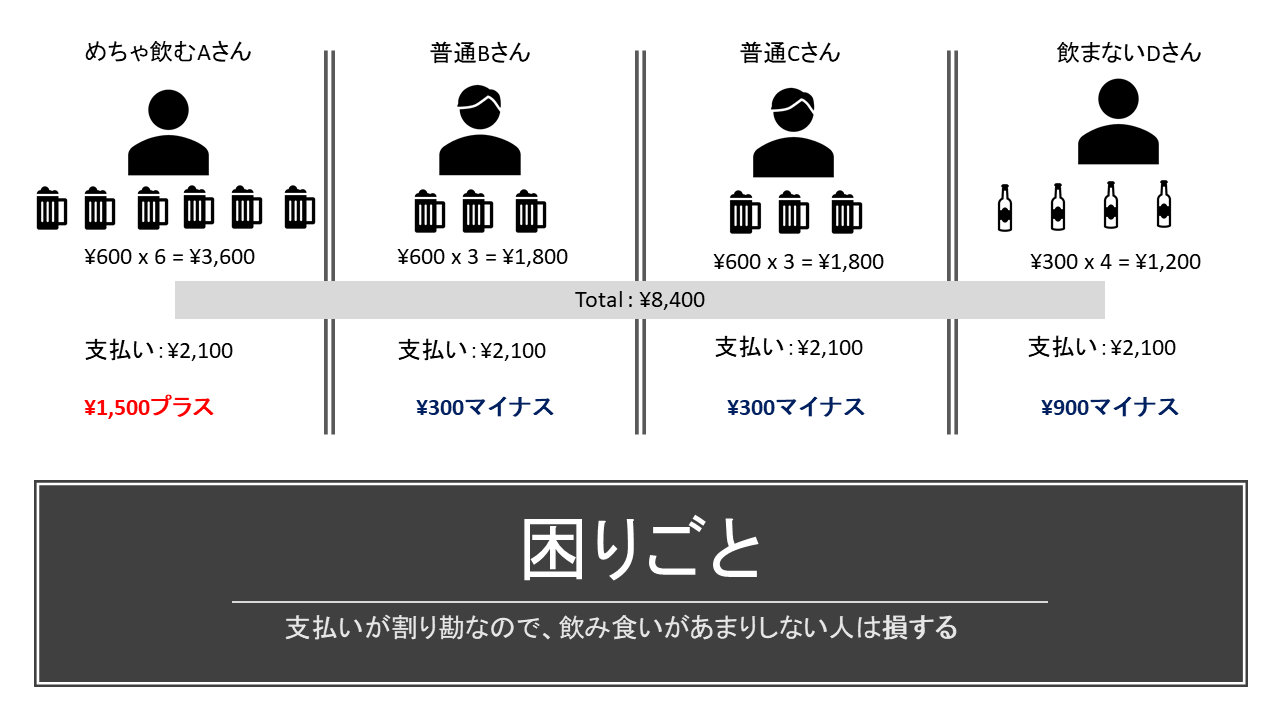 めちゃ飲むAさん
普通Bさん
普通Cさん
飲まないDさん
¥600 x 6 = ¥3,600
¥600 x 3 = ¥1,800
¥600 x 3 = ¥1,800
¥300 x 4 = ¥1,200
Total : ¥8,400
支払い：¥2,100
支払い：¥2,100
支払い：¥2,100
支払い：¥2,100
¥1,500プラス
¥300マイナス
¥300マイナス
¥900マイナス
困りごと
支払いが割り勘なので、飲み食いがあまりしない人は損する